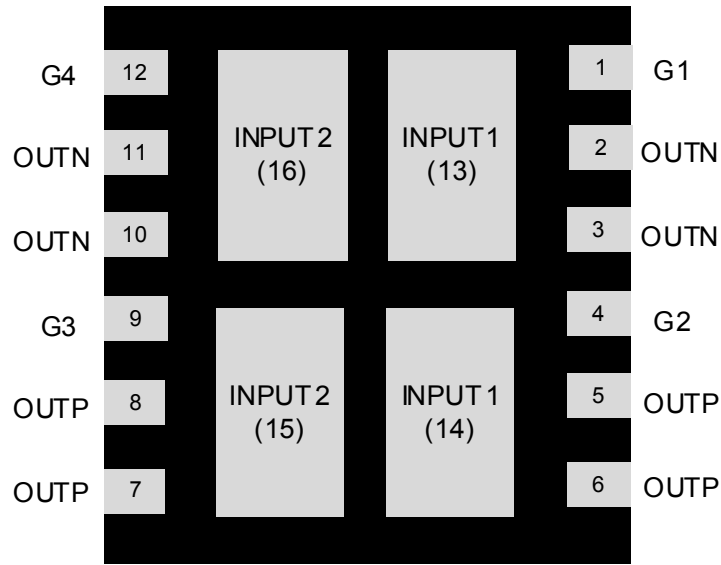 G4 12 1 G1
OUTN 11 INPUT 2 INPUT 1 2 OUTN
(16) (13)
OUTN 10 3 OUTN
G3 9 4 G2
OUTP 8 INPUT 2 INPUT 1 5 OUTP
(15) (14)
OUTP 7 6 OUTP